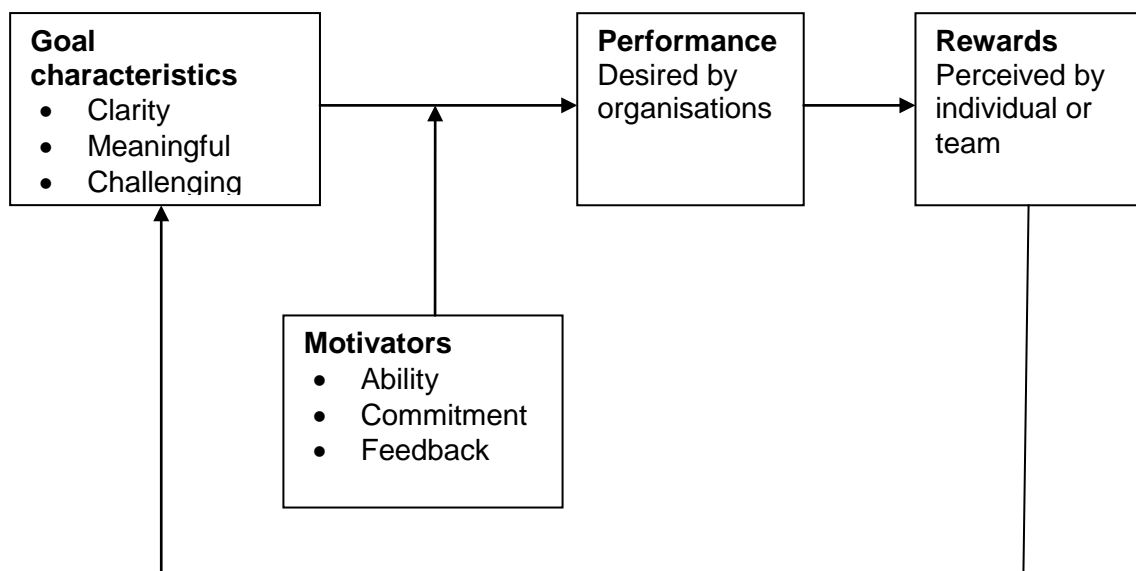 Goal
characteristics
• Clarity
• Meaningful
• Challenging
Performance
Desired by
organisations
Rewards
Perceived by
individual or
team
Motivators
• Ability
• Commitment
• Feedback